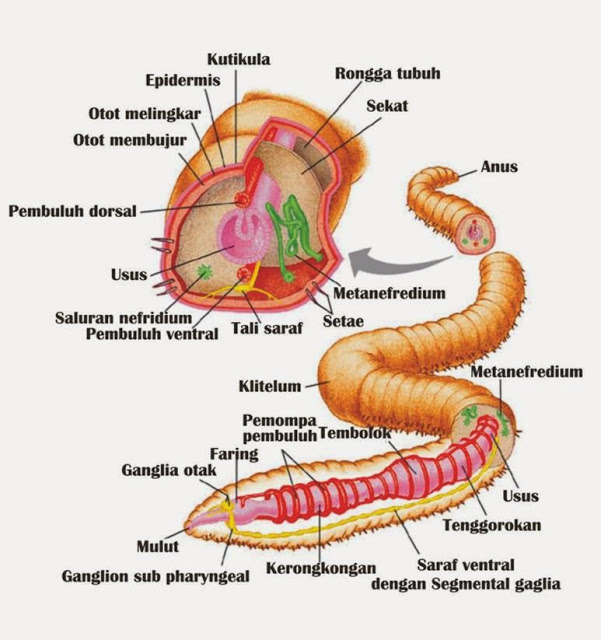 Kutikula
Epidermis
Rongga tubuh
Otot melingkar
Sekat
Otot membujur
Anus
Pembuluh dorsal
Usus
Metanefredium
Saluran nefridium
Setae
Pembuluh ventral
Tali saraf
Klitelum
Metanefredium
Pemompa
pembuluh
Tembolok
Faring
Ganglia otak
Usus
Tenggorokan
Mulut
Kerongkongan
Saraf ventral
dengan Segmental gaglia
Ganglion sub pharyngeal